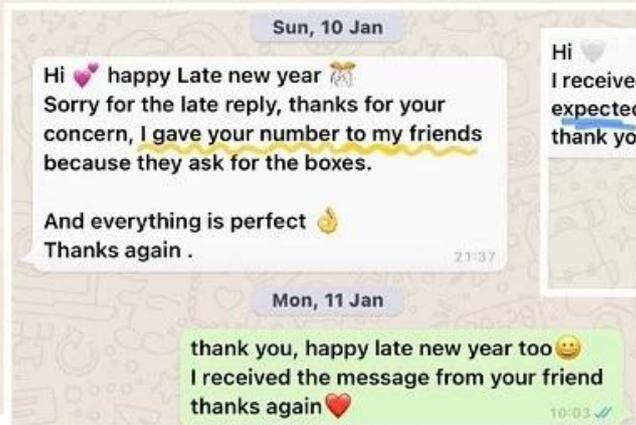 Sun, 10 Jan
Hi 💕 happy Late new year 🎊
Sorry for the late reply, thanks for your
concern, I gave your number to my friends
because they ask for the boxes.
And everything is perfect 👌
Thanks again .
21:37
Mon, 11 Jan
thank you, happy late new year too😀
I received the message from your friend
thanks again❤️
10:03
Hi 🤍
I receive
expected
thank yo